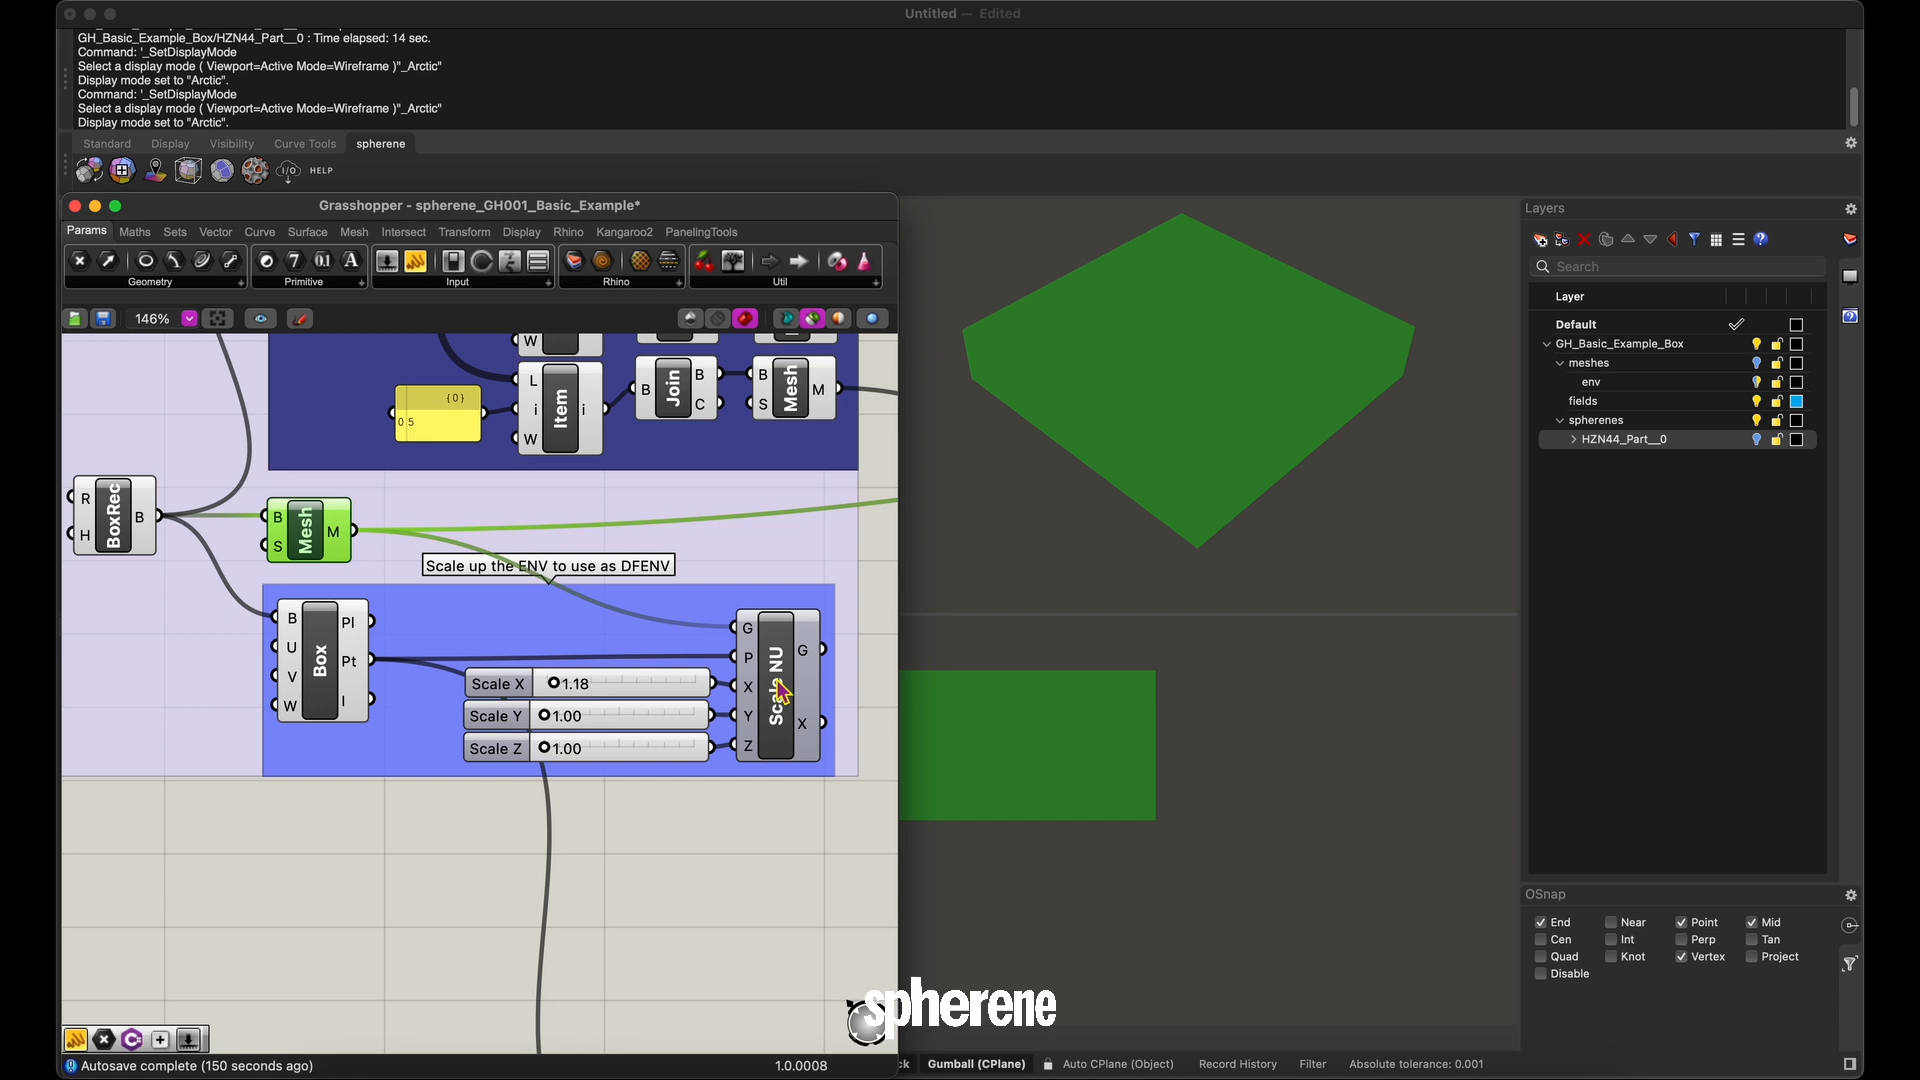 Untitled — Edited
GH_Basic_Example_Box/HZN44_Part__0 : Time elapsed: 14 sec.
Command: '_SetDisplayMode
Select a display mode ( Viewport=Active Mode=Wireframe )"_Arctic"
Display mode set to "Arctic".
Command: '_SetDisplayMode
Select a display mode ( Viewport=Active Mode=Wireframe )"_Arctic"
Display mode set to "Arctic".
Standard Display Visibility Curve Tools spherene
I/O HELP
Grasshopper - spherene_GH001_Basic_Example*
Params Maths Sets Vector Curve Surface Mesh Intersect Transform Display Rhino Kangaroo2 PanelingTools
Geometry Primitive Input Rhino Util
146%
W
L i W Item i
{0}
0 5
B Join B C
B S Mesh M
R H BoxRec B
B S Mesh M
Scale up the ENV to use as DFENV
B U V W Box Pl Pt I
Scale X 1.18
Scale Y 1.00
Scale Z 1.00
G P X Y Z Scale NU G X
Autosave complete (150 seconds ago)
1.0.0008
spherene
Layers
Search
Layer
Default
GH_Basic_Example_Box
meshes
env
fields
spherenes
HZN44_Part__0
OSnap
End Near Point Mid
Cen Int Perp Tan
Quad Knot Vertex Project
Disable
ck Gumball (CPlane) Auto CPlane (Object) Record History Filter Absolute tolerance: 0.001